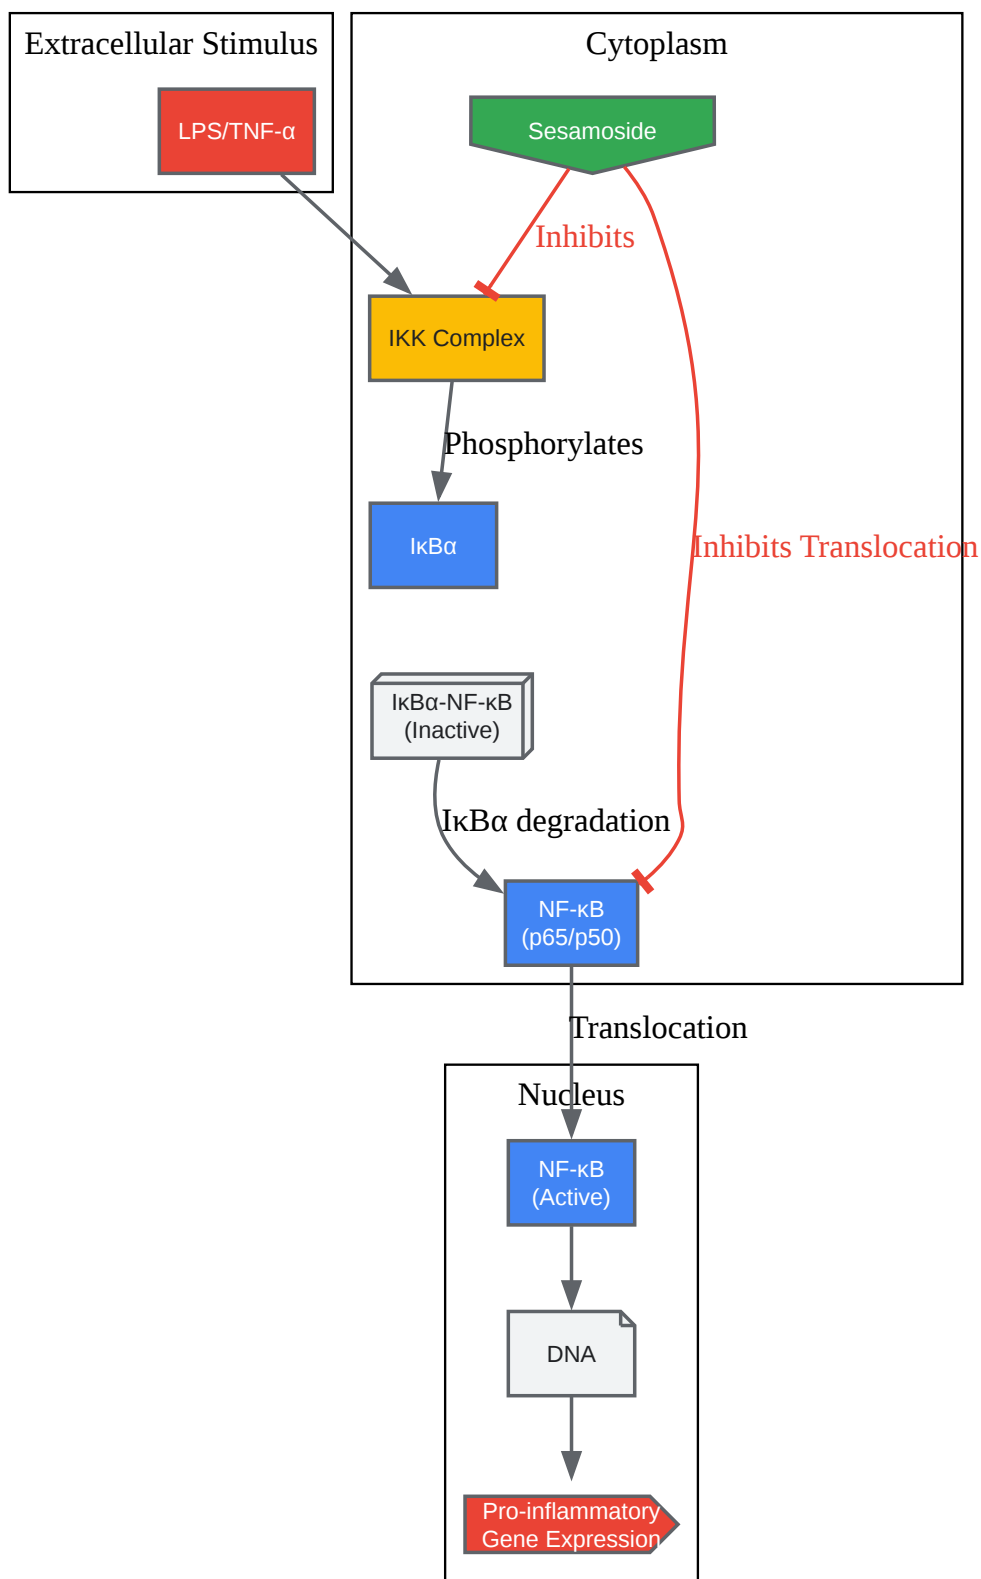 Extracellular Stimulus
Cytoplasm
LPS/TNF-α
Sesamoside
Inhibits
IKK Complex
Phosphorylates
IκBα
Inhibits Translocation
IκBα-NF-κB
(Inactive)
IκBα degradation
NF-κB
(p65/p50)
Translocation
Nucleus
NF-κB
(Active)
DNA
Pro-inflammatory
Gene Expression